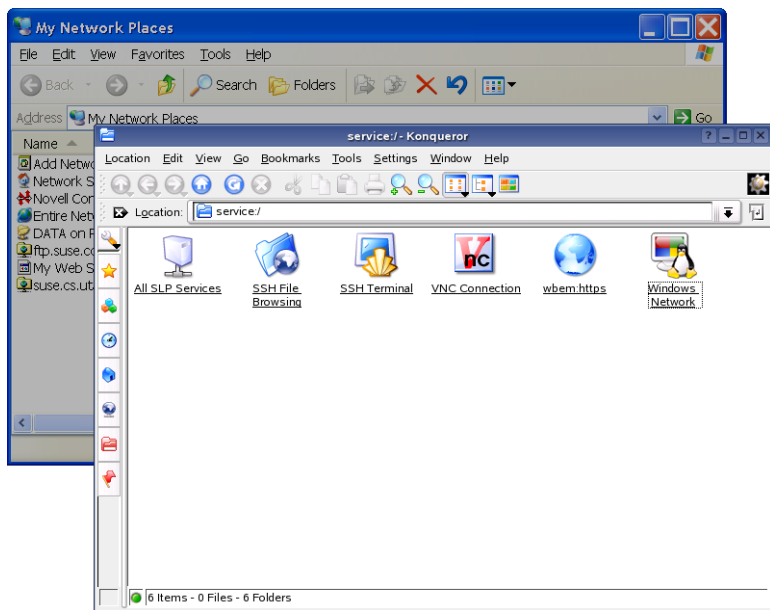 My Network Places
File Edit View Favorites Tools Help
Back Search Folders
Address My Network Places Go
Name
Add Netwo
Network S
Novell Cor
Entire Net
DATA on F
ftp.suse.co
My Web S
suse.cs.ut
service:/ - Konqueror
Location Edit View Go Bookmarks Tools Settings Window Help
Location: service:/
All SLP Services
SSH File Browsing
SSH Terminal
VNC Connection
wbem:https
Windows Network
6 Items - 0 Files - 6 Folders